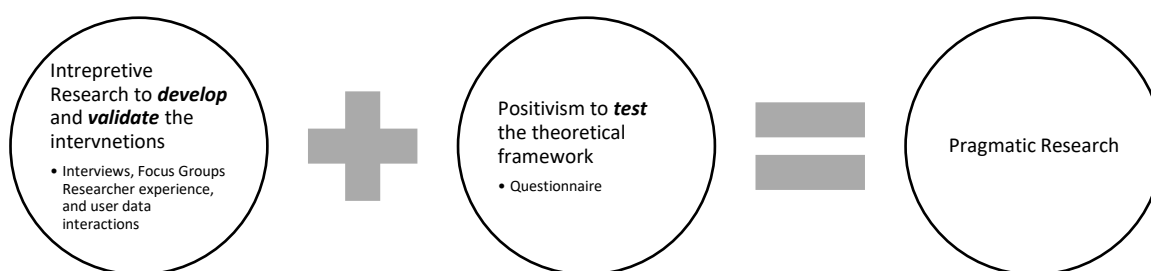 Intrepretive
Research to develop
and validate the
intervnetions
• Interviews, Focus Groups
Researcher experience,
and user data
interactions
Positivism to test
the theoretical
framework
• Questionnaire
Pragmatic Research